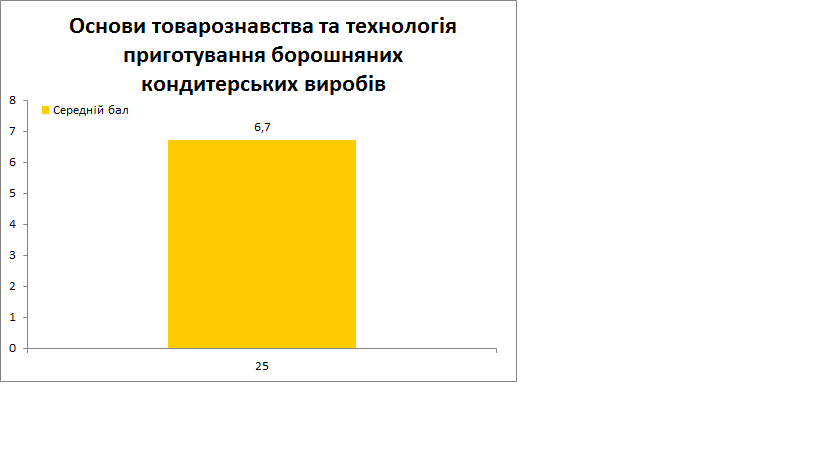 Основи товарознавства та технологія
приготування борошняних
кондитерських виробів
8
Середній бал
7
6,7
6
5
4
3
2
1
0
25